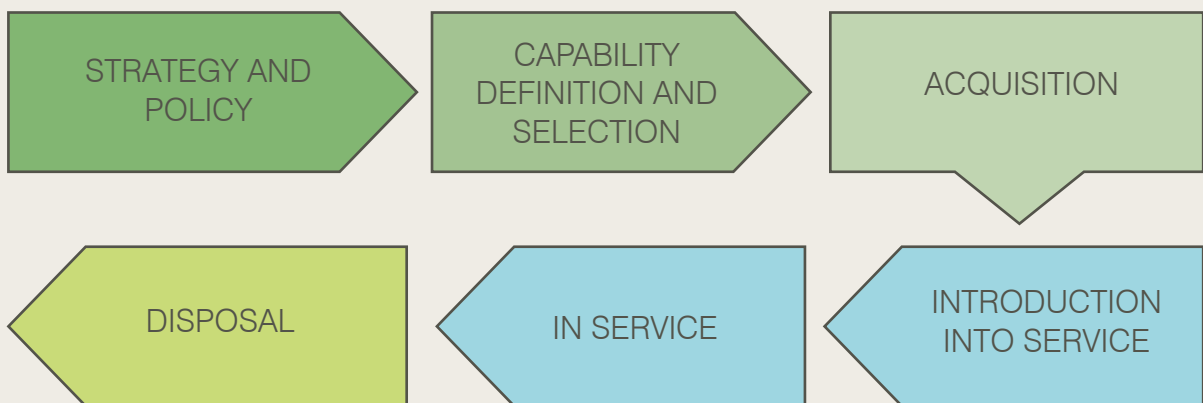 STRATEGY AND
POLICY
CAPABILITY
DEFINITION AND
SELECTION
ACQUISITION
INTRODUCTION
INTO SERVICE
IN SERVICE
DISPOSAL